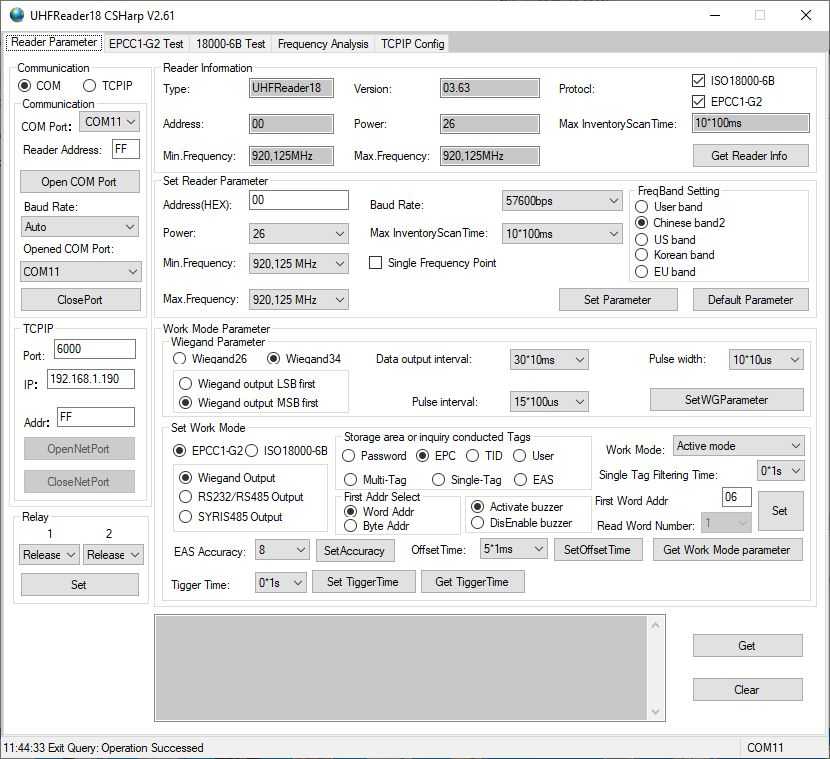 UHFReader18 CSHarp V2.61
Reader Parameter EPCC1-G2 Test 18000-6B Test Frequency Analysis TCPIP Config
Communication
COM TCPIP
Communication
COM Port: COM11
Reader Address: FF
Open COM Port
Baud Rate:
Auto
Opened COM Port:
COM11
ClosePort
TCPIP
Port: 6000
IP: 192.168.1.190
Addr: FF
OpenNetPort
CloseNetPort
Relay
1 2
Release Release
Set
Reader Information
Type: UHFReader18 Version: 03.63 Protocl: ISO18000-6B
EPCC1-G2
Address: 00 Power: 26 Max InventoryScanTime: 10*100ms
Min.Frequency: 920,125MHz Max.Frequency: 920,125MHz Get Reader Info
Set Reader Parameter
Address(HEX): 00 Baud Rate: 57600bps
Power: 26 Max InventoryScanTime: 10*100ms
Min.Frequency: 920,125 MHz Single Frequency Point
Max.Frequency: 920,125 MHz Set Parameter Default Parameter
FreqBand Setting
User band
Chinese band2
US band
Korean band
EU band
Work Mode Parameter
Wiegand Parameter
Wiegand26 Wiegand34 Data output interval: 30*10ms Pulse width: 10*10us
Wiegand output LSB first
Wiegand output MSB first Pulse interval: 15*100us SetWGParameter
Set Work Mode
EPCC1-G2 ISO18000-6B
Wiegand Output
RS232/RS485 Output
SYRIS485 Output
Storage area or inquiry conducted Tags
Password EPC TID User
Multi-Tag Single-Tag EAS
First Addr Select
Word Addr
Byte Addr
Activate buzzer
DisEnable buzzer
Work Mode: Active mode
Single Tag Filtering Time: 0*1s
First Word Addr 06
Read Word Number: 1
Set
EAS Accuracy: 8 SetAccuracy OffsetTime: 5*1ms SetOffsetTime Get Work Mode parameter
Tigger Time: 0*1s Set TiggerTime Get TiggerTime
Get
Clear
11:44:33 Exit Query: Operation Successed COM11